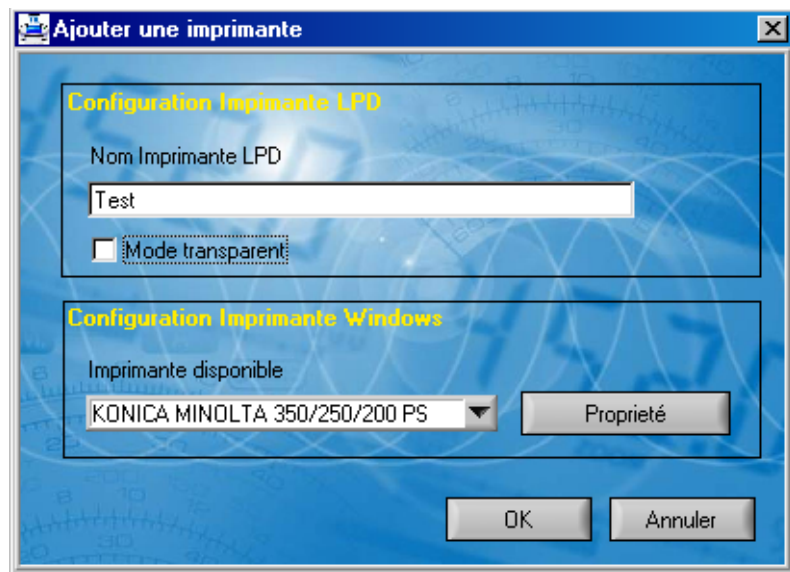 Ajouter une imprimante
Configuration Impimante LPD
Nom Imprimante LPD
Test
Mode transparent
Configuration Imprimante Windows
Imprimante disponible
KONICA MINOLTA 350/250/200 PS
Proprieté
OK
Annuler